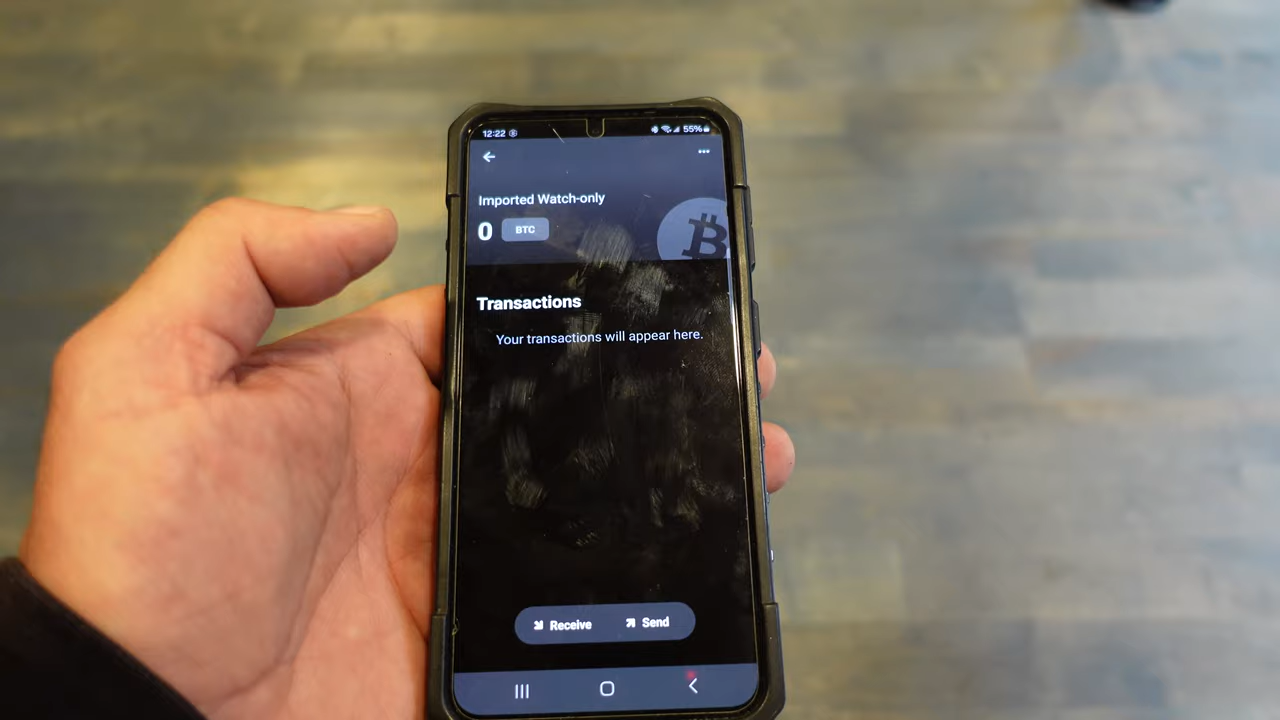 12:22 55%
Imported Watch-only
0 BTC
Transactions
Your transactions will appear here.
Receive Send